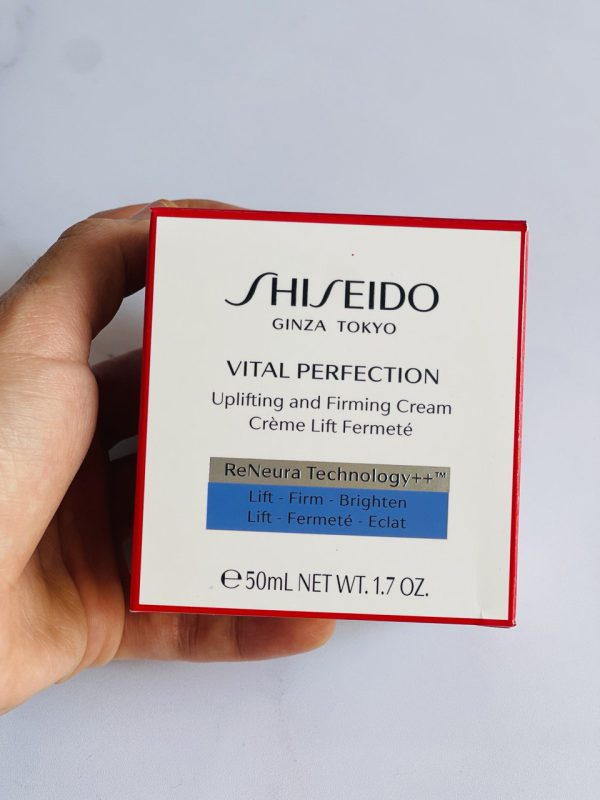 SHISEIDO
GINZA TOKYO
VITAL PERFECTION
Uplifting and Firming Cream
Crème Lift Fermeté
ReNeura Technology++™
Lift - Firm - Brighten
Lift - Fermeté - Eclat
℮50mL NET WT. 1.7 OZ.